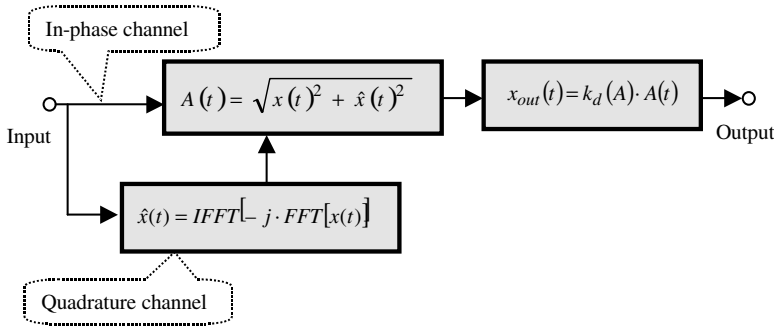 In-phase channel
A(t) = √(x(t)² + x̂(t)²)
x_out(t) = k_d(A)·A(t)
Input
Output
x̂(t) = IFFT[− j·FFT[x(t)]]
Quadrature channel